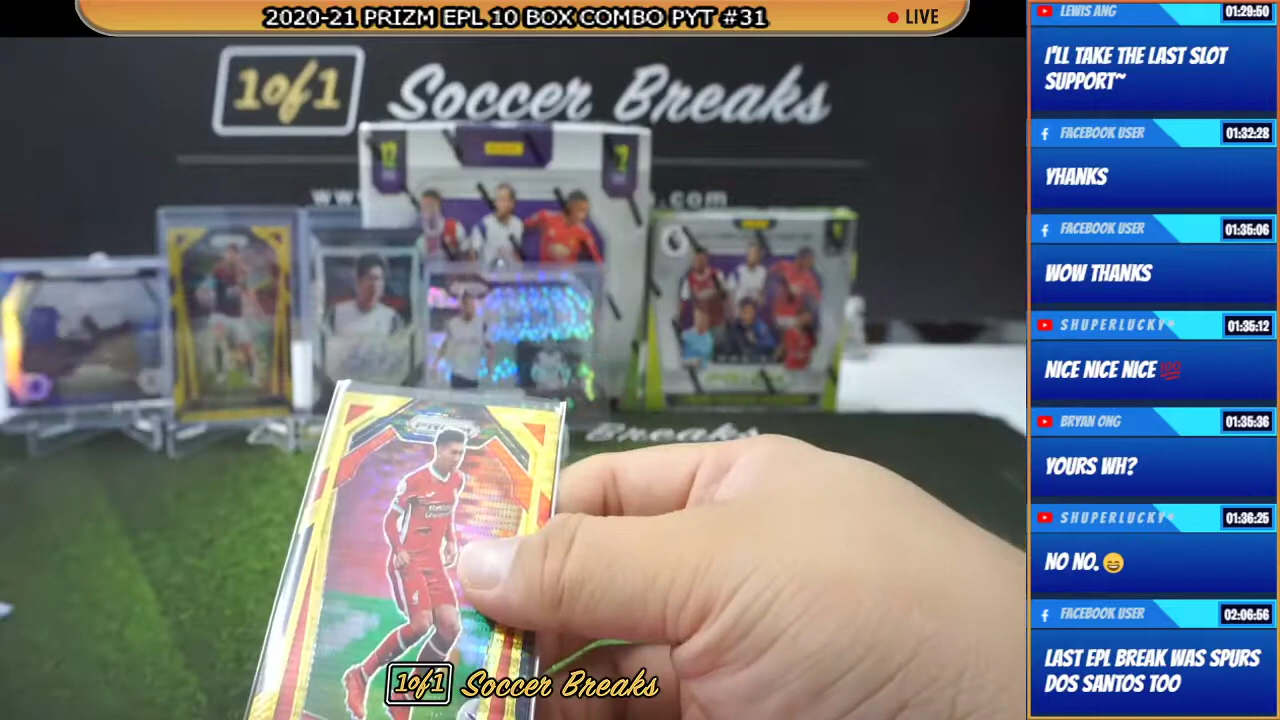 2020-21 PRIZM EPL 10 BOX COMBO PYT #31
LIVE
1of1 Soccer Breaks
12
Breaks
1of1 Soccer Breaks
LEWIS ANG 01:29:50
I'LL TAKE THE LAST SLOT
SUPPORT~
FACEBOOK USER 01:32:28
YHANKS
FACEBOOK USER 01:35:06
WOW THANKS
SHUPERLUCKY* 01:35:12
NICE NICE NICE 💯
BRYAN ONG 01:35:36
YOURS WH?
SHUPERLUCKY* 01:36:25
NO NO. 😄
FACEBOOK USER 02:06:56
LAST EPL BREAK WAS SPURS
DOS SANTOS TOO